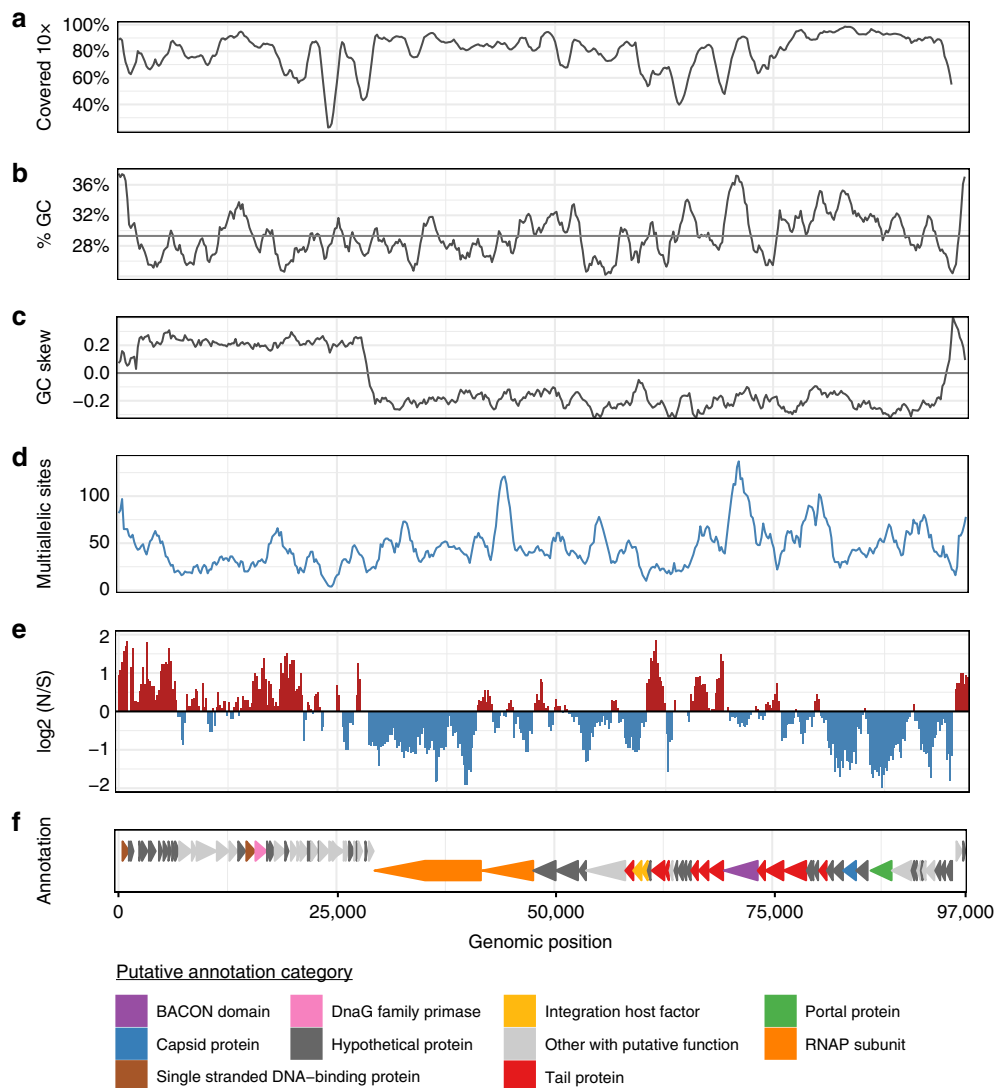 a
Covered 10×
100%
80%
60%
40%
b
% GC
36%
32%
28%
c
GC skew
0.2
0.0
−0.2
d
Multiallelic sites
100
50
0
e
log2 (N/S)
2
1
0
−1
−2
f
Annotation
0 25,000 50,000 75,000 97,000
Genomic position
Putative annotation category
BACON domain DnaG family primase Integration host factor Portal protein
Capsid protein Hypothetical protein Other with putative function RNAP subunit
Single stranded DNA−binding protein Tail protein